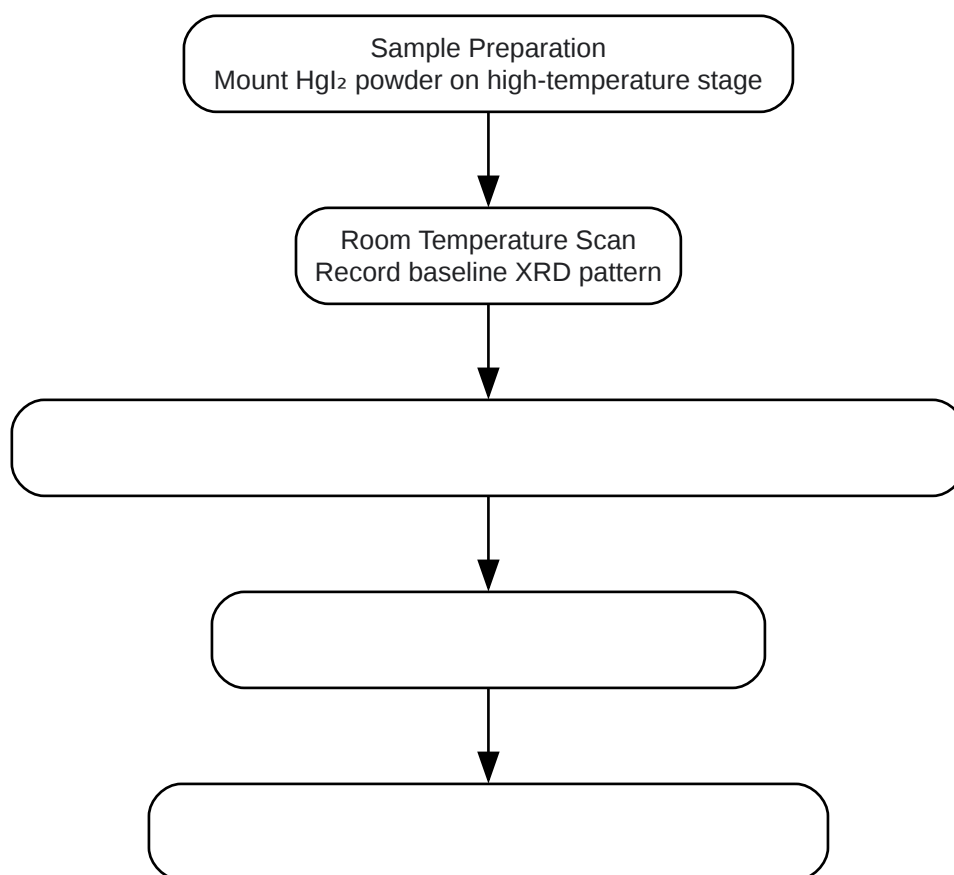 Sample Preparation
Mount HgI₂ powder on high-temperature stage
Room Temperature Scan
Record baseline XRD pattern